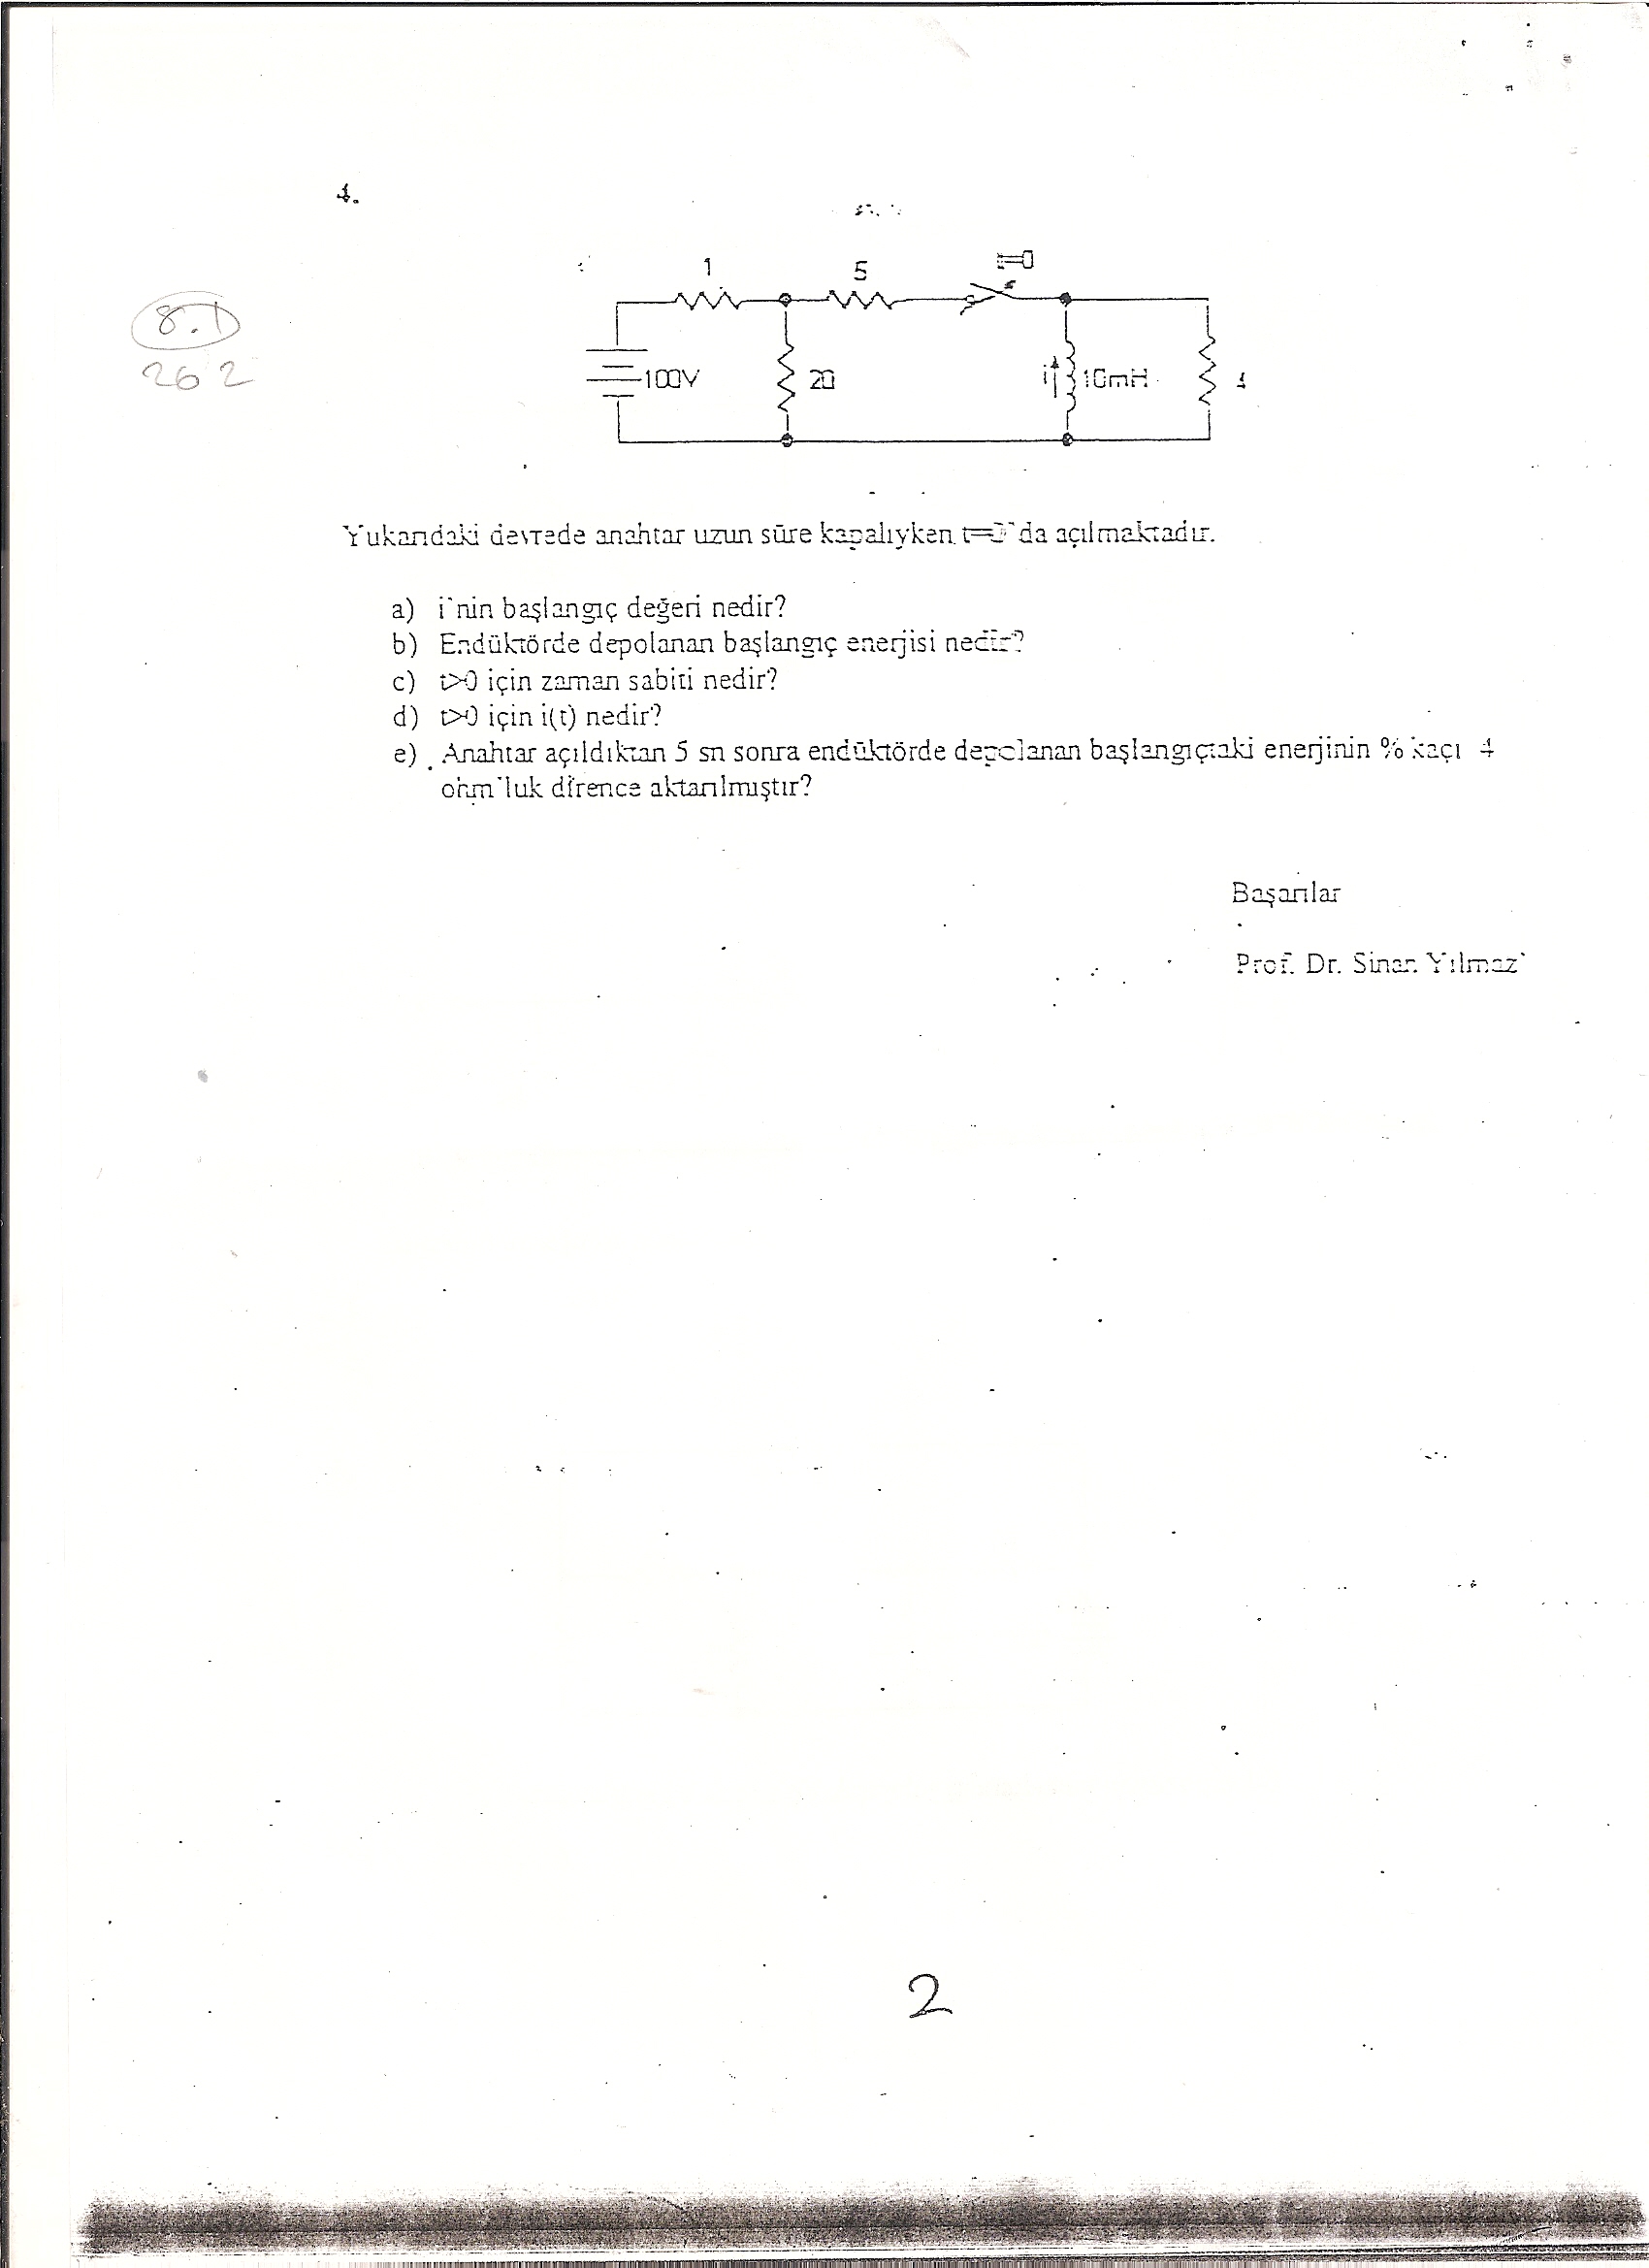 4.
t=0
1
5
8.D
262
100V
20
i
10mH
4
Yukarıdaki devrede anahtar uzun süre kapalıyken t=0`da açılmaktadır.
a) i`nin başlangıç değeri nedir?
b) Endüktörde depolanan başlangıç enerjisi nedir?
c) t>0 için zaman sabiti nedir?
d) t>0 için i(t) nedir?
e) Anahtar açıldıktan 5 sn sonra endüktörde depolanan başlangıçtaki enerjinin % kaçı 4
ohm`luk dirence aktarılmıştır?
Başarılar
Prof. Dr. Sinan Yılmaz
2